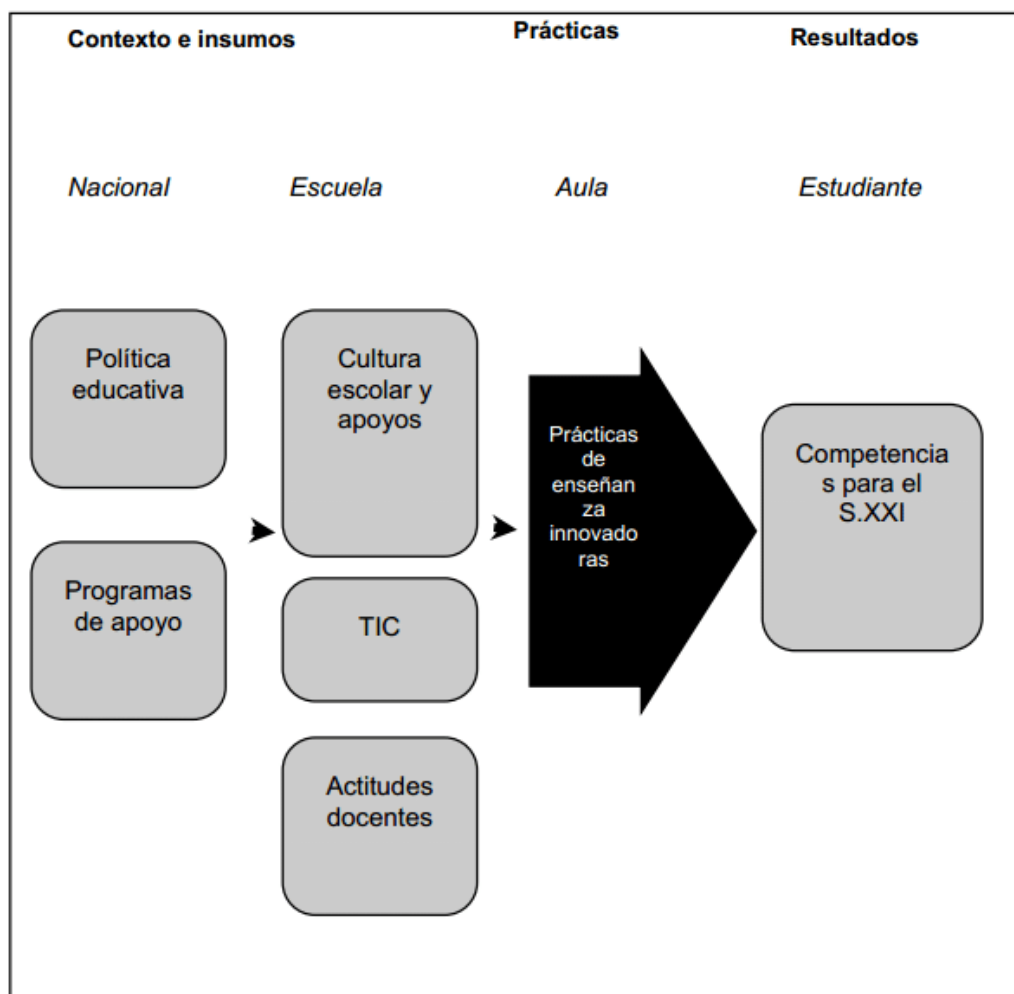 Contexto e insumos
Prácticas
Resultados
Nacional
Escuela
Aula
Estudiante
Política
educativa
Programas
de apoyo
Cultura
escolar y
apoyos
TIC
Actitudes
docentes
Prácticas
de
enseñan
za
innovado
ras
Competencia
s para el
S.XXI